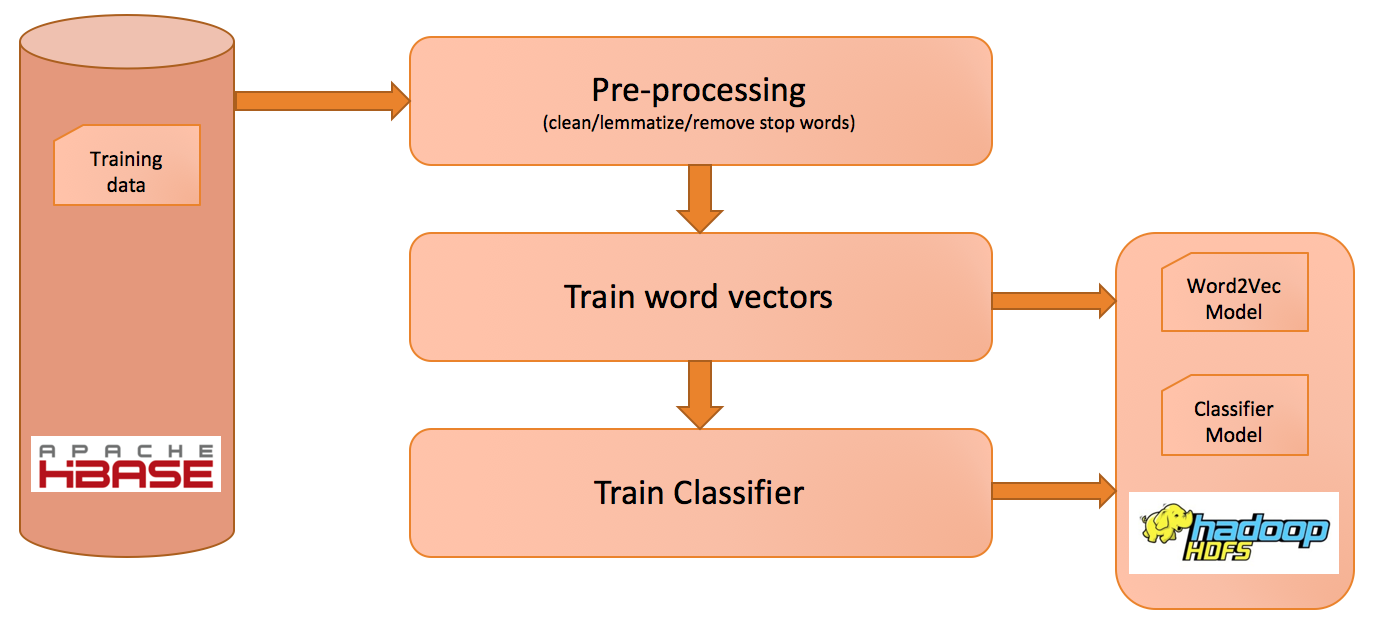 Training
data
APACHE
HBASE
Pre-processing
(clean/lemmatize/remove stop words)
Train word vectors
Train Classifier
Word2Vec
Model
Classifier
Model
hadoop
HDFS